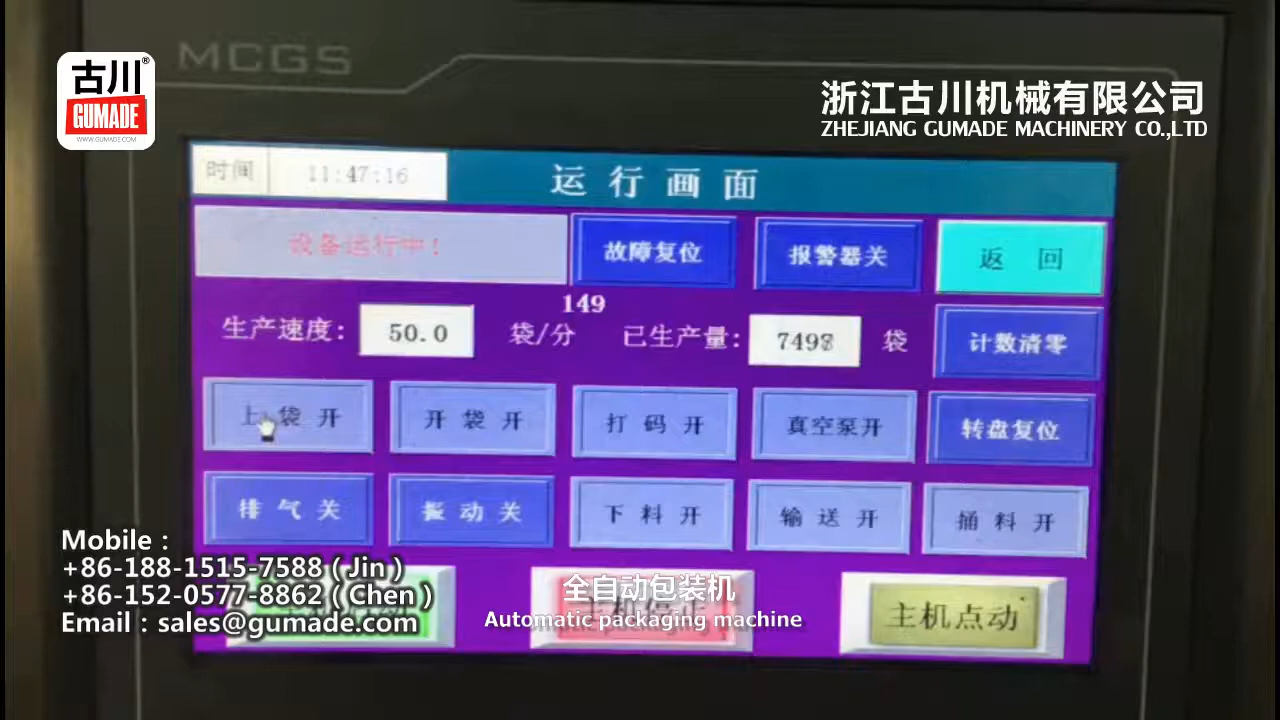 MCGS
古川®
GUMADE
WWW.GUMADE.COM
浙江古川机械有限公司
ZHEJIANG GUMADE MACHINERY CO.,LTD
时间 11:47:16 运行画面
设备运行中! 故障复位 报警器关 返 回
149
生产速度: 50.0 袋/分 已生产量: 袋 计数清零
上 袋 开 开 袋 开 打 码 开 真空泵开 转盘复位
排 气 关 振 动 关 下 料 开 输 送 开 捅 料 开
Mobile :
+86-188-1515-7588 ( Jin )
+86-152-0577-8862 ( Chen )
Email : sales@gumade.com
全自动包装机
Automatic packaging machine
主机点动